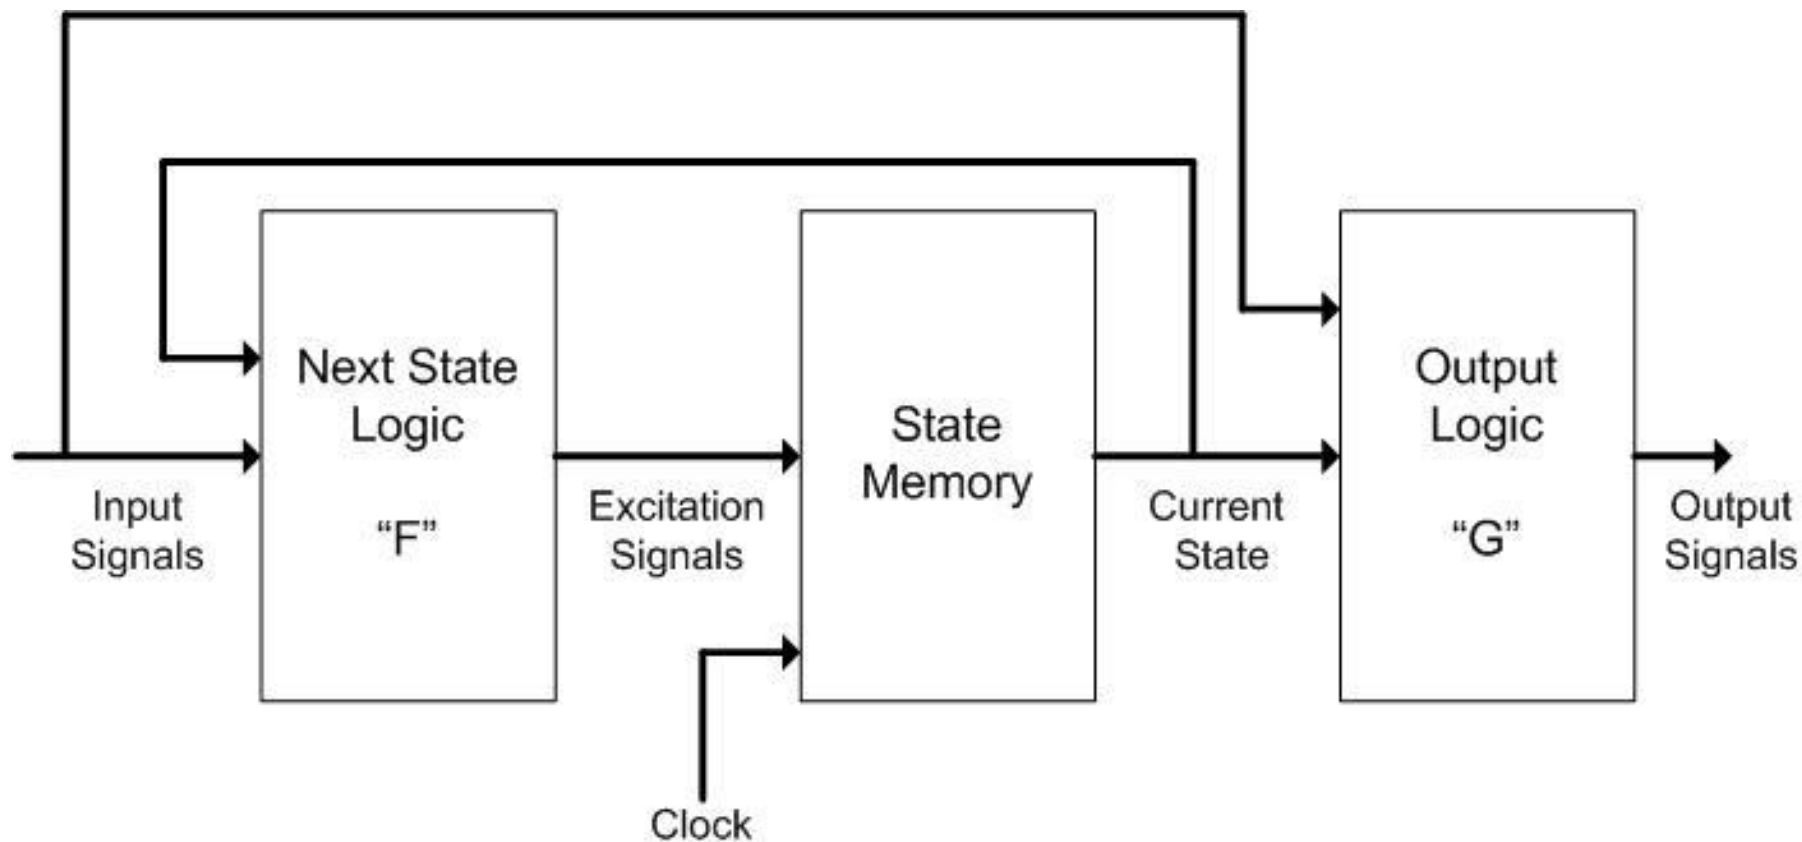 Next State
Logic
“F”
State
Memory
Output
Logic
“G”
Input
Signals
Excitation
Signals
Current
State
Output
Signals
Clock